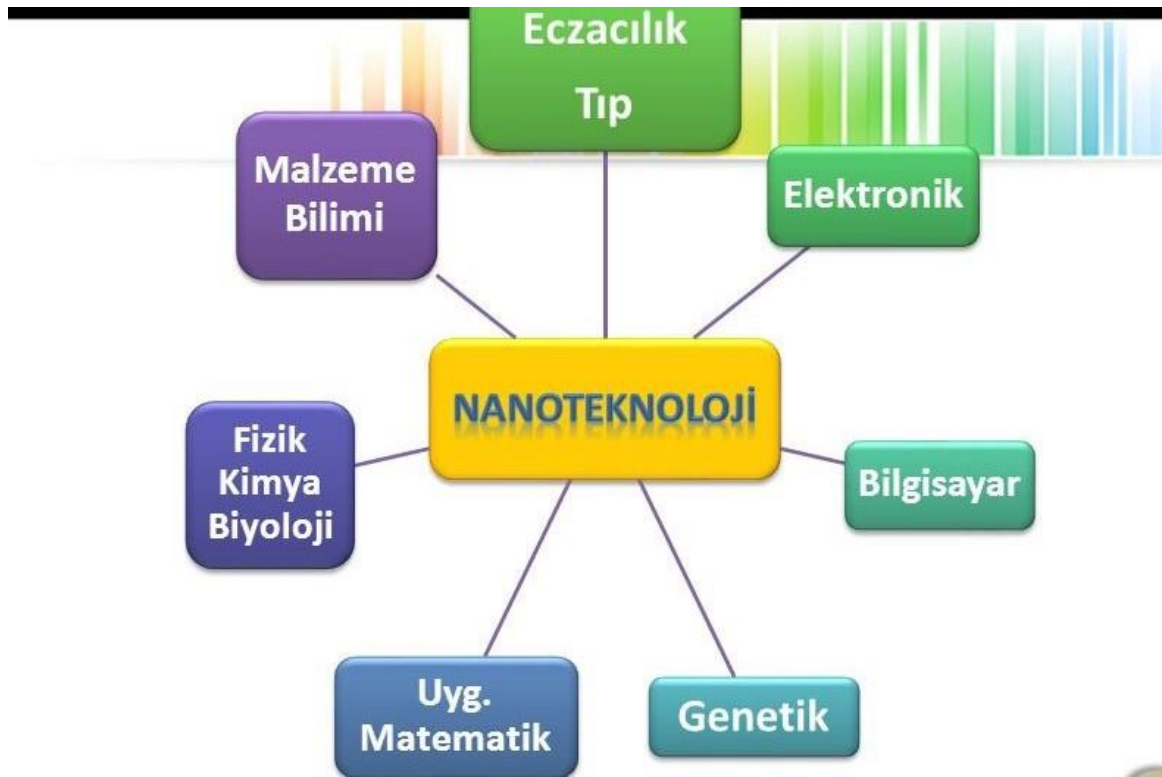 Eczacılık
Tıp
Malzeme
Bilimi
Elektronik
NANOTEKNOLOJİ
Fizik
Kimya
Biyoloji
Bilgisayar
Uyg.
Matematik
Genetik